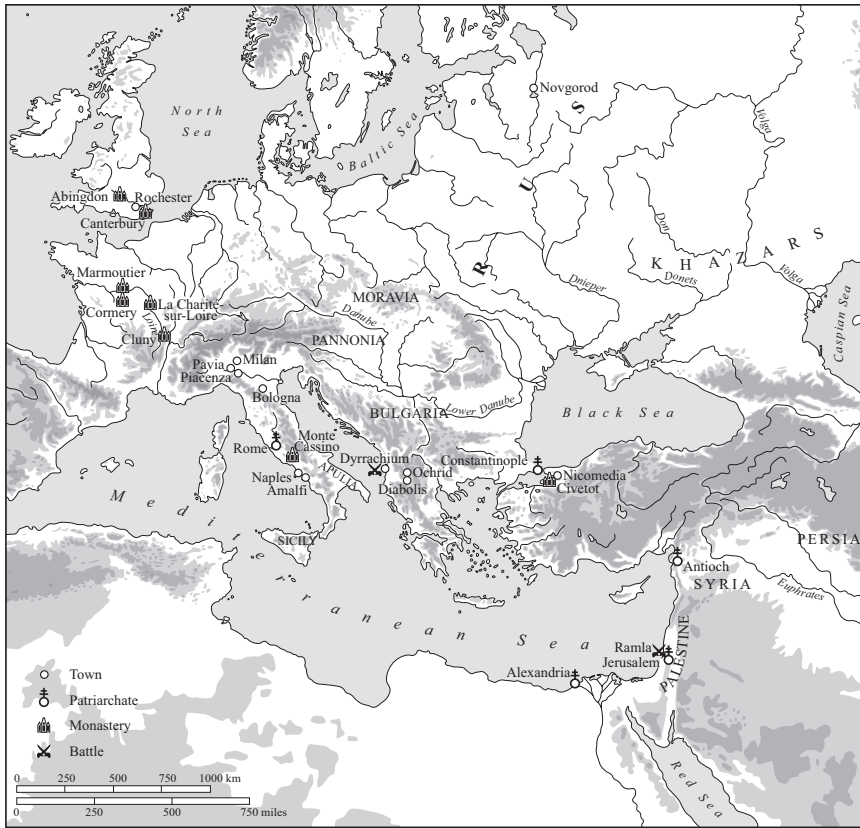 Novgorod
North
Sea
Baltic Sea
R U S
Volga
Abingdon
Rochester
Canterbury
Don
KHAZARS
Donets
Volga
Dnieper
Marmoutier
Cormery
La Charité-
sur-Loire
Loire
Cluny
MORAVIA
Danube
PANNONIA
Caspian Sea
Milan
Pavia
Piacenza
Bologna
BULGARIA
Lower Danube
Black Sea
Rome
Monte
Cassino
Dyrrachium
Constantinople
Ochrid
Nicomedia
Naples
Amalfi
APULIA
Diabolis
Civetot
SICILY
PERSIA
Antioch
SYRIA
Euphrates
Mediterranean Sea
Ramla
Jerusalem
PALESTINE
Alexandria
Red Sea
Town
Patriarchate
Monastery
Battle
0 250 500 750 1000 km
0 250 500 750 miles